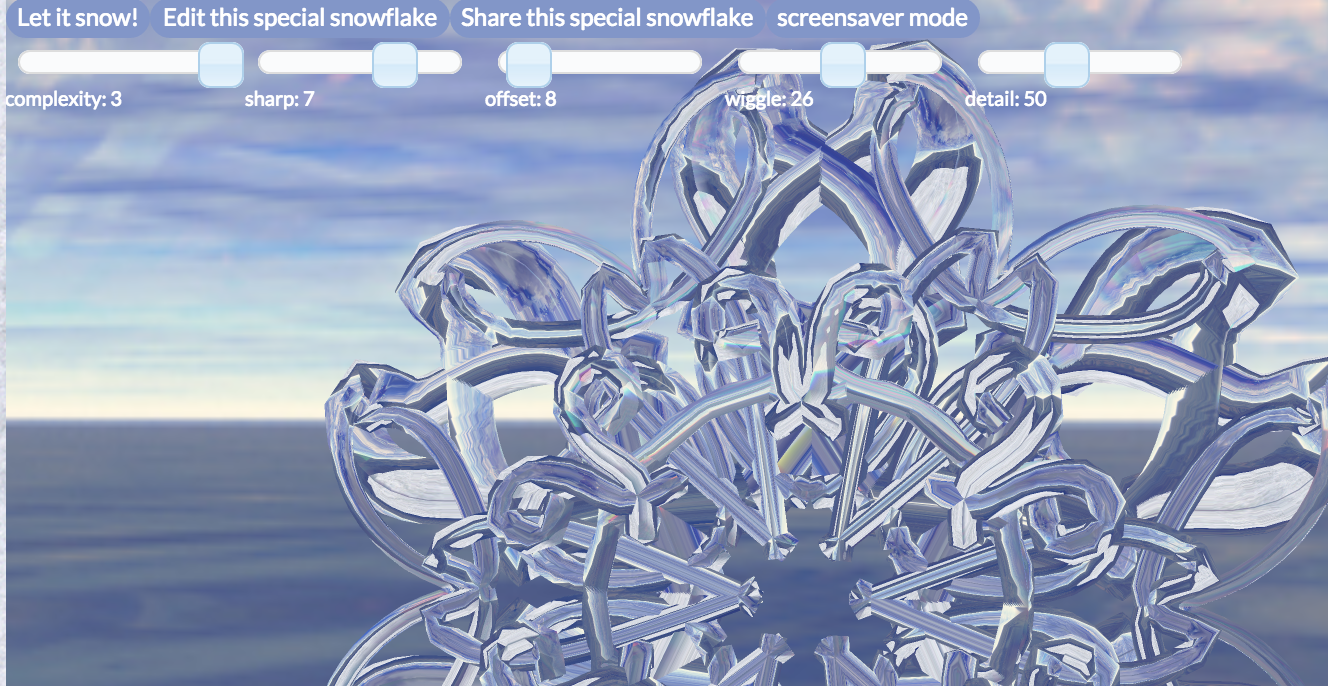 Let it snow! Edit this special snowflake Share this special snowflake screensaver mode
complexity: 3 sharp: 7 offset: 8 wiggle: 26 detail: 50